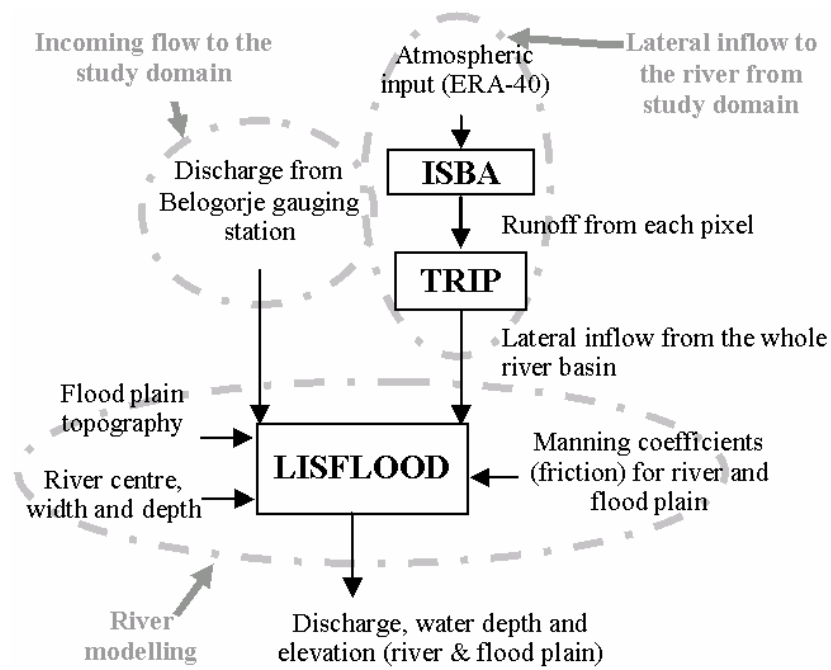 Incoming flow to the
study domain
Atmospheric
input (ERA-40)
Lateral inflow to
the river from
study domain
Discharge from
Belogorje gauging
station
ISBA
Runoff from each pixel
TRIP
Lateral inflow from the whole
river basin
Flood plain
topography
River centre,
width and depth
LISFLOOD
Manning coefficients
(friction) for river and
flood plain
River
modelling
Discharge, water depth and
elevation (river & flood plain)